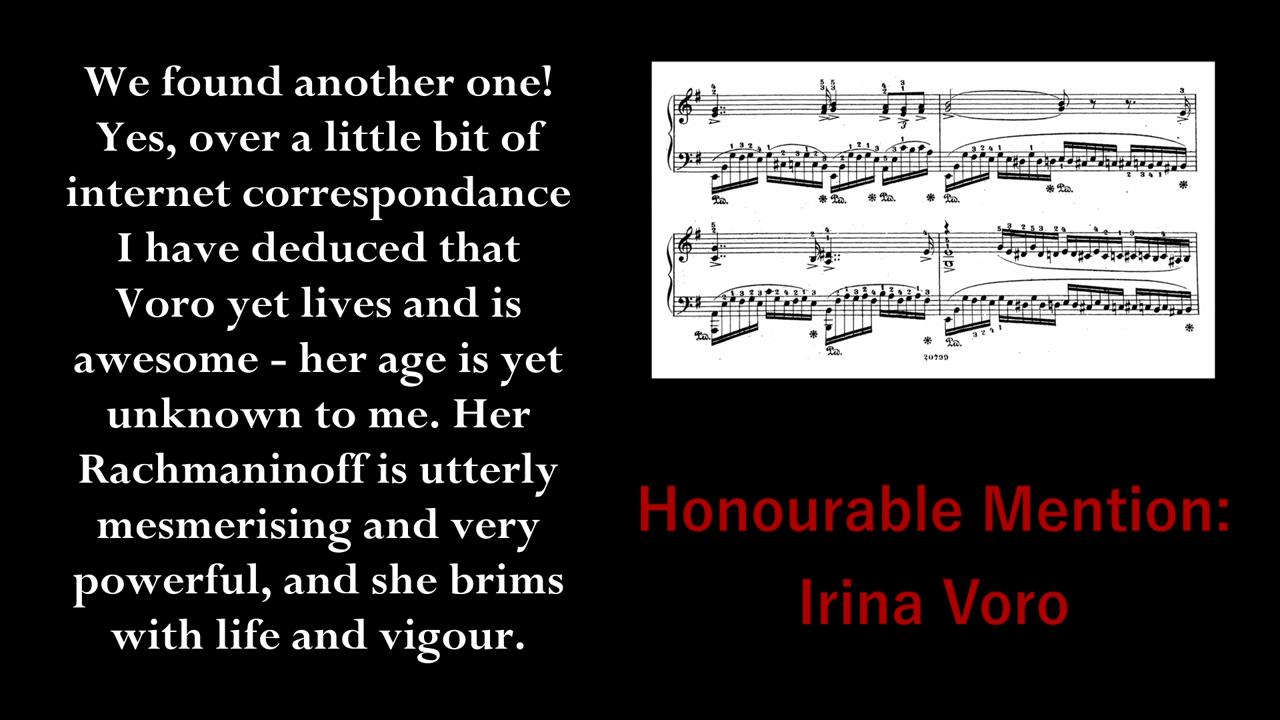 We found another one!
Yes, over a little bit of
internet correspondance
I have deduced that
Voro yet lives and is
awesome - her age is yet
unknown to me. Her
Rachmaninoff is utterly
mesmerising and very
powerful, and she brims
with life and vigour.
20799
Honourable Mention:
Irina Voro